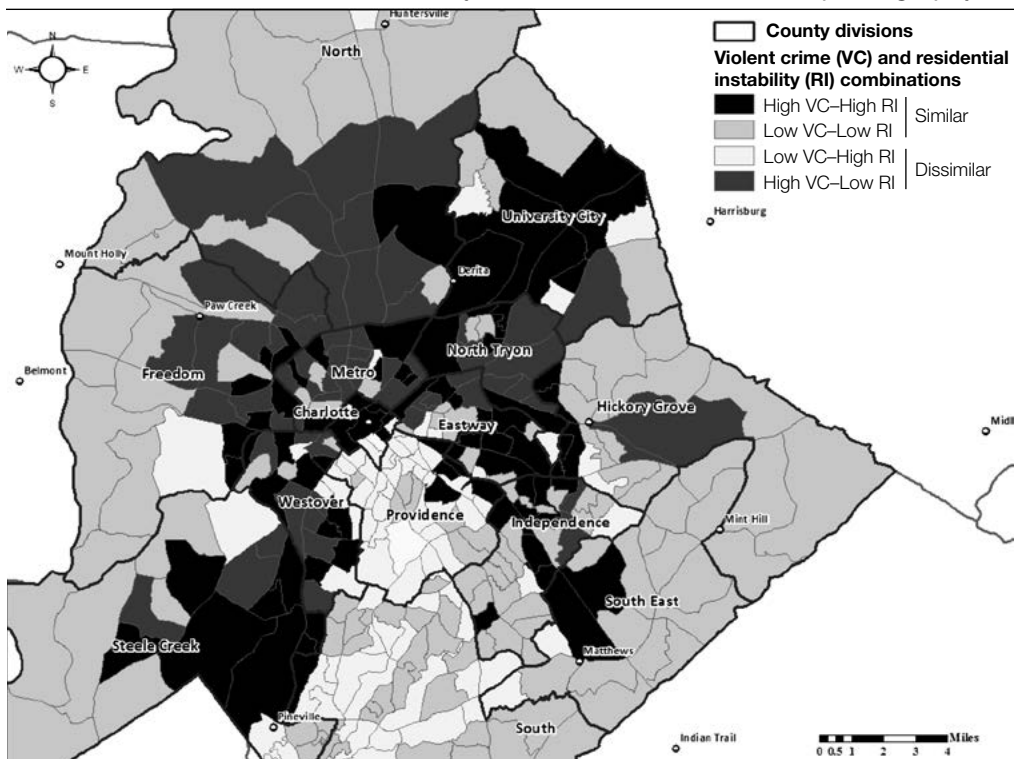 Huntersville
North
N
W
E
S
County divisions
Violent crime (VC) and residential
instability (RI) combinations
High VC–High RI
Low VC–Low RI
Similar
Low VC–High RI
High VC–Low RI
Dissimilar
University City
Harrisburg
Mount Holly
Derita
Paw Creek
North Tryon
Belmont
Freedom
Metro
Charlotte
Eastway
Hickory Grove
Westover
Providence
Independence
Mint Hill
South East
Steele Creek
Matthews
Pineville
South
Indian Trail
Miles
0 0.5 1 2 3 4